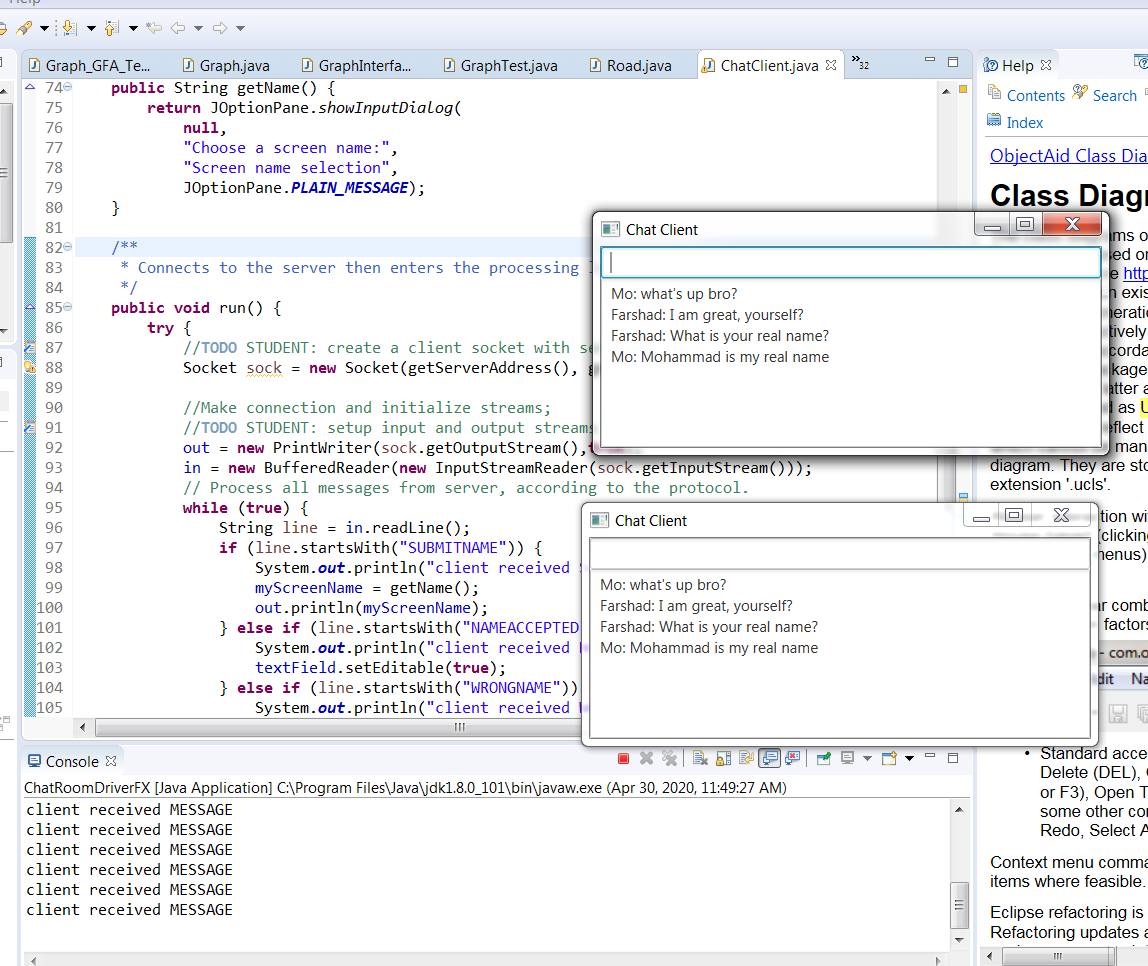 Help
Graph_GFA_Te...
Graph.java
GraphInterfa...
GraphTest.java
Road.java
ChatClient.java
32
74 public String getName() {
75 return JOptionPane.showInputDialog(
76 null,
77 "Choose a screen name:",
78 "Screen name selection",
79 JOptionPane.PLAIN_MESSAGE);
80 }
81
82 /**
83 * Connects to the server then enters the processing
84 */
85 public void run() {
86 try {
87 //TODO STUDENT: create a client socket with
88 Socket sock = new Socket(getServerAddress(),
89
90 //Make connection and initialize streams;
91 //TODO STUDENT: setup input and output streams
92 out = new PrintWriter(sock.getOutputStream(),
93 in = new BufferedReader(new InputStreamReader(sock.getInputStream()));
94 // Process all messages from server, according to the protocol.
95 while (true) {
96 String line = in.readLine();
97 if (line.startsWith("SUBMITNAME")) {
98 System.out.println("client received
99 myScreenName = getName();
100 out.println(myScreenName);
101 } else if (line.startsWith("NAMEACCEPTED
102 System.out.println("client received
103 textField.setEditable(true);
104 } else if (line.startsWith("WRONGNAME"))
105 System.out.println("client received
Chat Client
Mo: what's up bro?
Farshad: I am great, yourself?
Farshad: What is your real name?
Mo: Mohammad is my real name
Chat Client
Mo: what's up bro?
Farshad: I am great, yourself?
Farshad: What is your real name?
Mo: Mohammad is my real name
Console
ChatRoomDriverFX [Java Application] C:\Program Files\Java\jdk1.8.0_101\bin\javaw.exe (Apr 30, 2020, 11:49:27 AM)
client received MESSAGE
client received MESSAGE
client received MESSAGE
client received MESSAGE
client received MESSAGE
client received MESSAGE
Help
Contents
Search
Index
ObjectAid Class Dia
Class Diagr
diagram. They are sto
extension '.ucls'.
• Standard acce
Delete (DEL),
or F3), Open T
some other co
Redo, Select A
Context menu comma
items where feasible.
Eclipse refactoring is
Refactoring updates a